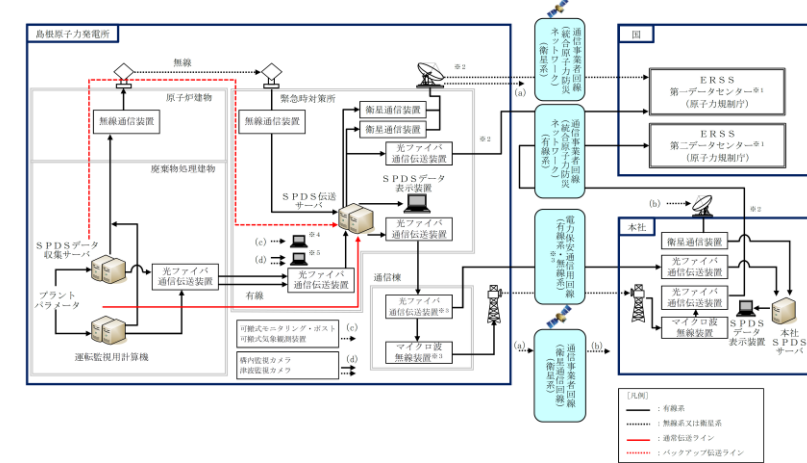 島根原子力発電所
無線
原子炉建物
無線通信装置
廃棄物処理建物
SPDSデータ
収集サーバ
プラント
パラメータ
運転監視用計算機
光ファイバ
通信伝送装置
有線
緊急時対策所
無線通信装置
SPDS伝送
サーバ
(c)
※4
(d)
※5
光ファイバ
通信伝送装置
可搬式モニタリング・ポスト
可搬式気象観測装置
(c)
構内監視カメラ
津波監視カメラ
(d)
※2
衛星通信装置
衛星通信装置
光ファイバ
通信伝送装置
※2
SPDSデータ
表示装置
光ファイバ
通信伝送装置
通信棟
光ファイバ
通信伝送装置※3
マイクロ波
無線装置※3
(a)
通信事業者回線
(統合原子力防災
ネットワーク)
(衛星系)
通信事業者回線
(統合原子力防災
ネットワーク)
(有線系)
電力保安通信用回線
※3
(有線系・無線系)
(a)
通信事業者回線
(衛星通信回線)
(衛星系)
(b)
国
ERSS
第一データセンター※1
(原子力規制庁)
ERSS
第二データセンター※1
(原子力規制庁)
(b)
※2
本社
衛星通信装置
光ファイバ
通信伝送装置
光ファイバ
通信伝送装置
マイクロ波
無線装置
SPDS
データ
表示装置
本社
SPDS
サーバ
[凡例]
:有線系
:無線系又は衛星系
:通常伝送ライン
:バックアップ伝送ライン